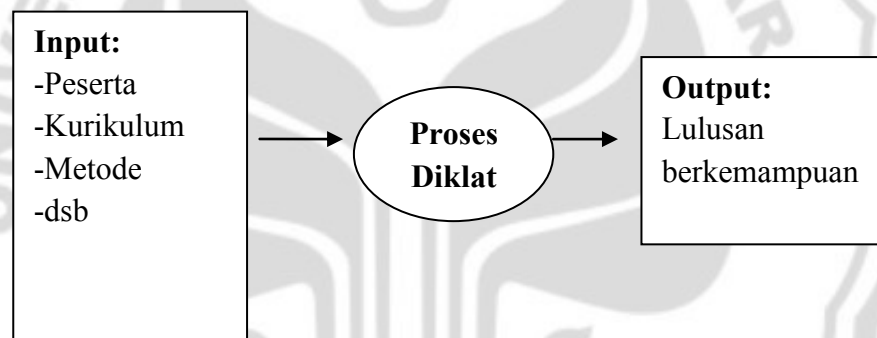 Input:
-Peserta
-Kurikulum
-Metode
-dsb
Proses
Diklat
Output:
Lulusan
berkemampuan